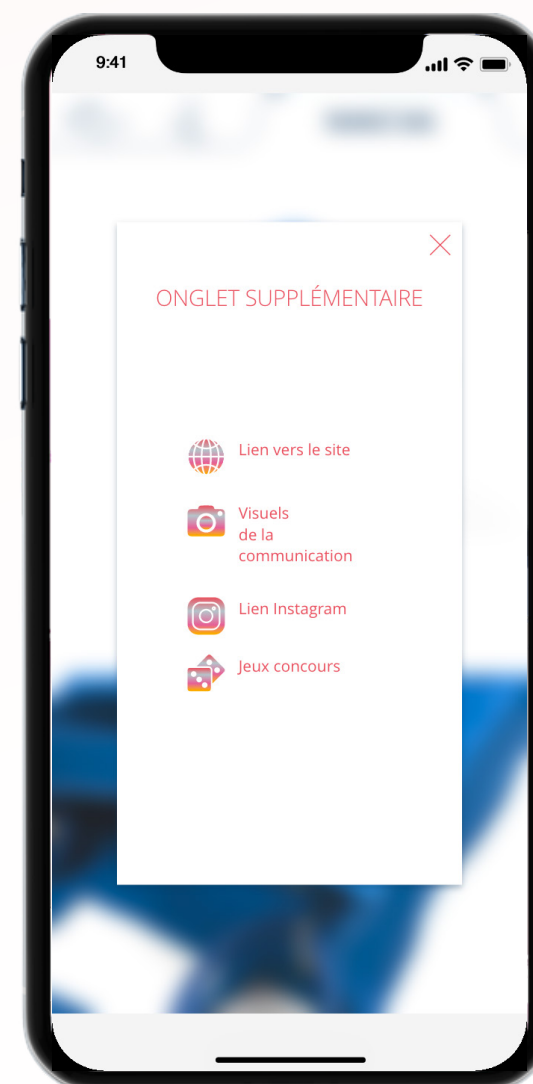 9:41
ONGLET SUPPLÉMENTAIRE
Lien vers le site
Visuels
de la
communication
Lien Instagram
Jeux concours